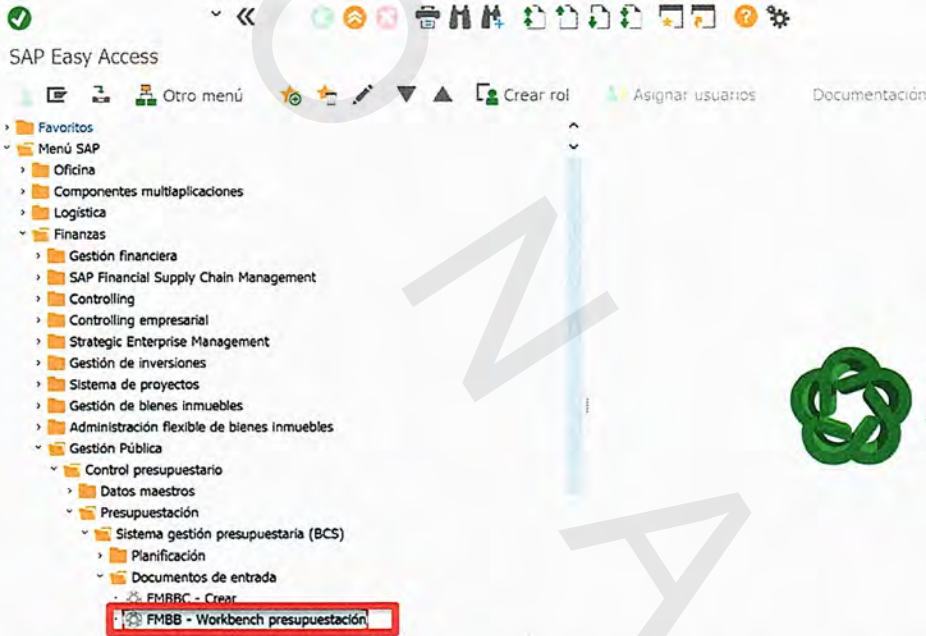 SAP Easy Access
Otro menú Crear rol Asignar usuarios Documentación
Favoritos
Menú SAP
Oficina
Componentes multiaplicaciones
Logística
Finanzas
Gestión financiera
SAP Financial Supply Chain Management
Controlling
Controlling empresarial
Strategic Enterprise Management
Gestión de inversiones
Sistema de proyectos
Gestión de bienes inmuebles
Administración flexible de bienes inmuebles
Gestión Pública
Control presupuestario
Datos maestros
Presupuestación
Sistema gestión presupuestaria (BCS)
Planificación
Documentos de entrada
FMBBC - Crear
FMBB - Workbench presupuestación